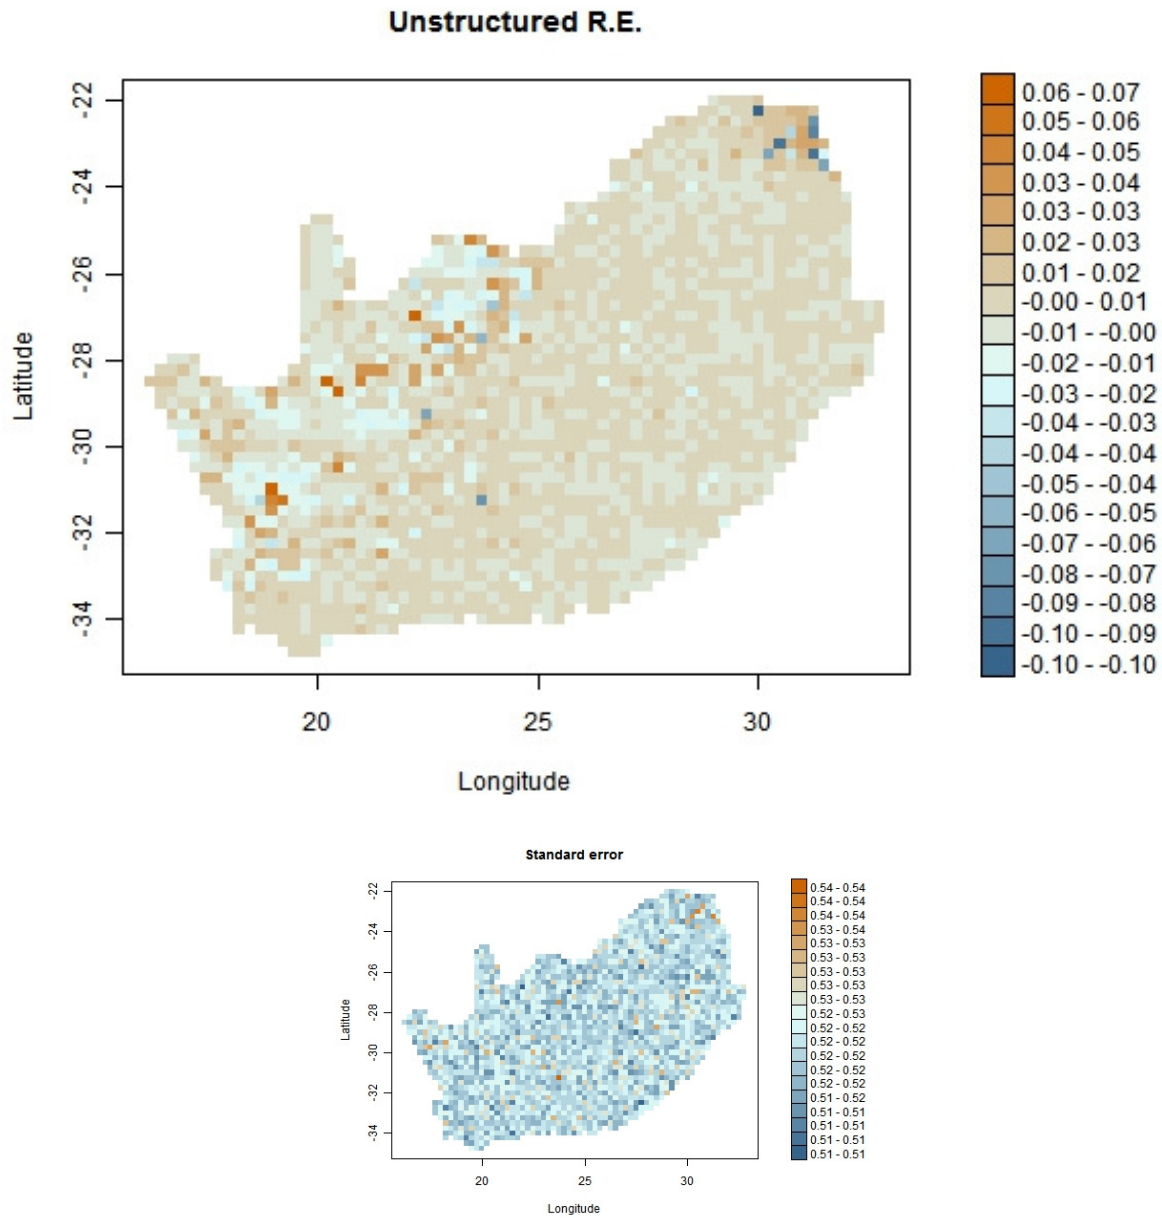 Unstructured R.E.
-22
-24
-26
-28
-30
-32
-34
Latitude
20 25 30
Longitude
0.06 - 0.07
0.05 - 0.06
0.04 - 0.05
0.03 - 0.04
0.03 - 0.03
0.02 - 0.03
0.01 - 0.02
-0.00 - 0.01
-0.01 - -0.00
-0.02 - -0.01
-0.03 - -0.02
-0.04 - -0.03
-0.04 - -0.04
-0.05 - -0.04
-0.06 - -0.05
-0.07 - -0.06
-0.08 - -0.07
-0.09 - -0.08
-0.10 - -0.09
-0.10 - -0.10
Standard error
-22
-24
-26
-28
-30
-32
-34
Latitude
20 25 30
Longitude
0.54 - 0.54
0.54 - 0.54
0.54 - 0.54
0.53 - 0.54
0.53 - 0.53
0.53 - 0.53
0.53 - 0.53
0.53 - 0.53
0.53 - 0.53
0.52 - 0.53
0.52 - 0.52
0.52 - 0.52
0.52 - 0.52
0.52 - 0.52
0.52 - 0.52
0.51 - 0.52
0.51 - 0.51
0.51 - 0.51
0.51 - 0.51
0.51 - 0.51